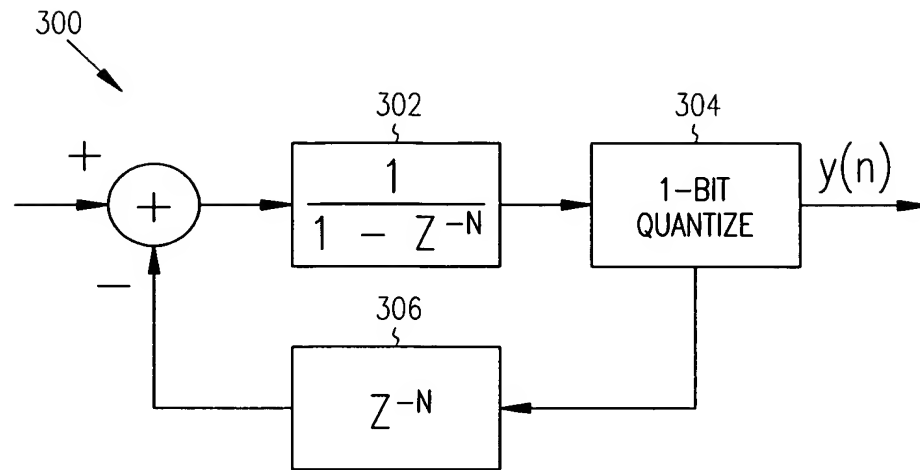 300
302
304
+
+
1
1 - Z^-N
1-BIT
QUANTIZE
y(n)
−
306
Z^-N